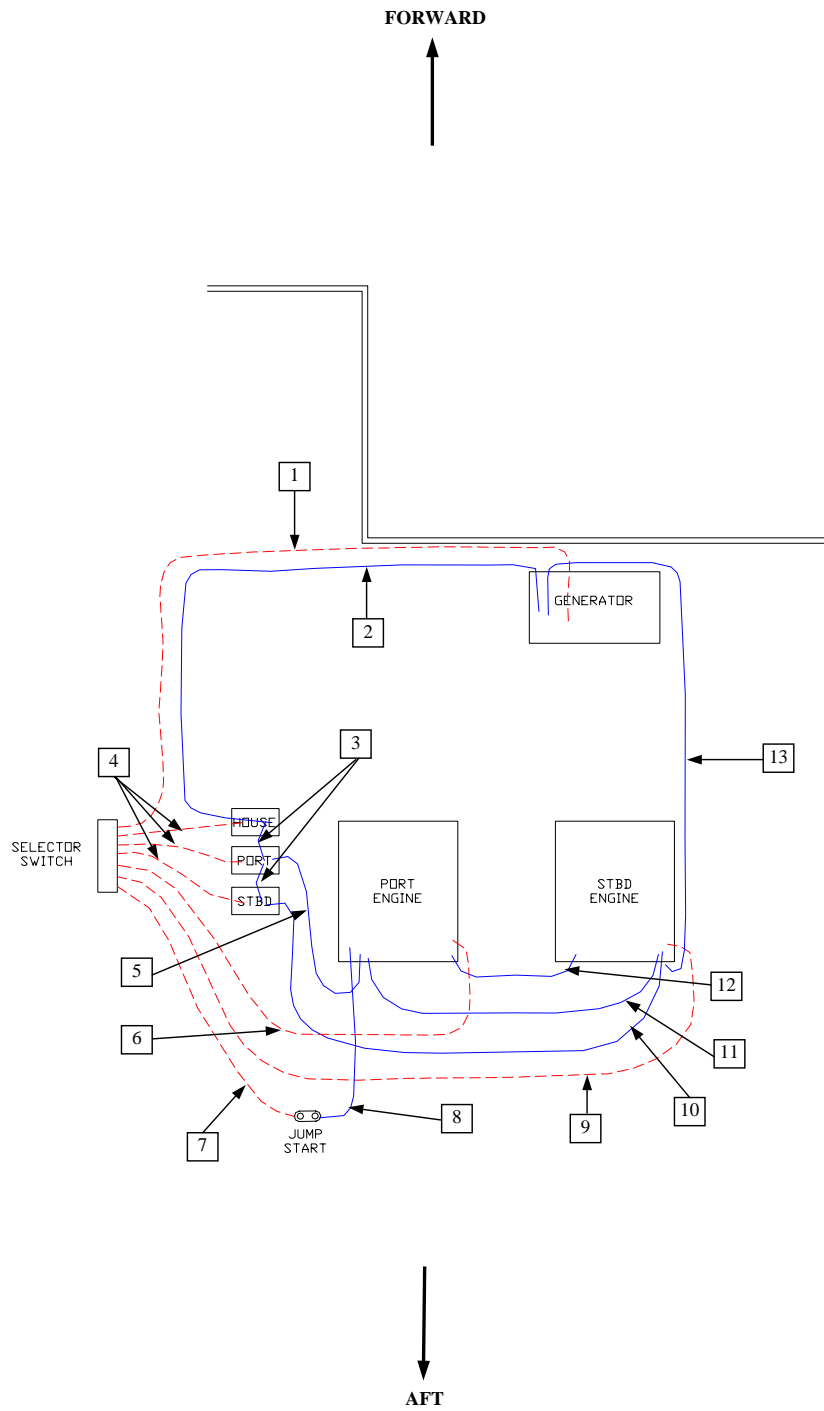 FORWARD
1
GENERATOR
2
3
4
13
HOUSE
SELECTOR
SWITCH
PORT
PORT
ENGINE
STBD
ENGINE
STBD
5
12
6
11
10
8
9
7
JUMP
START
AFT